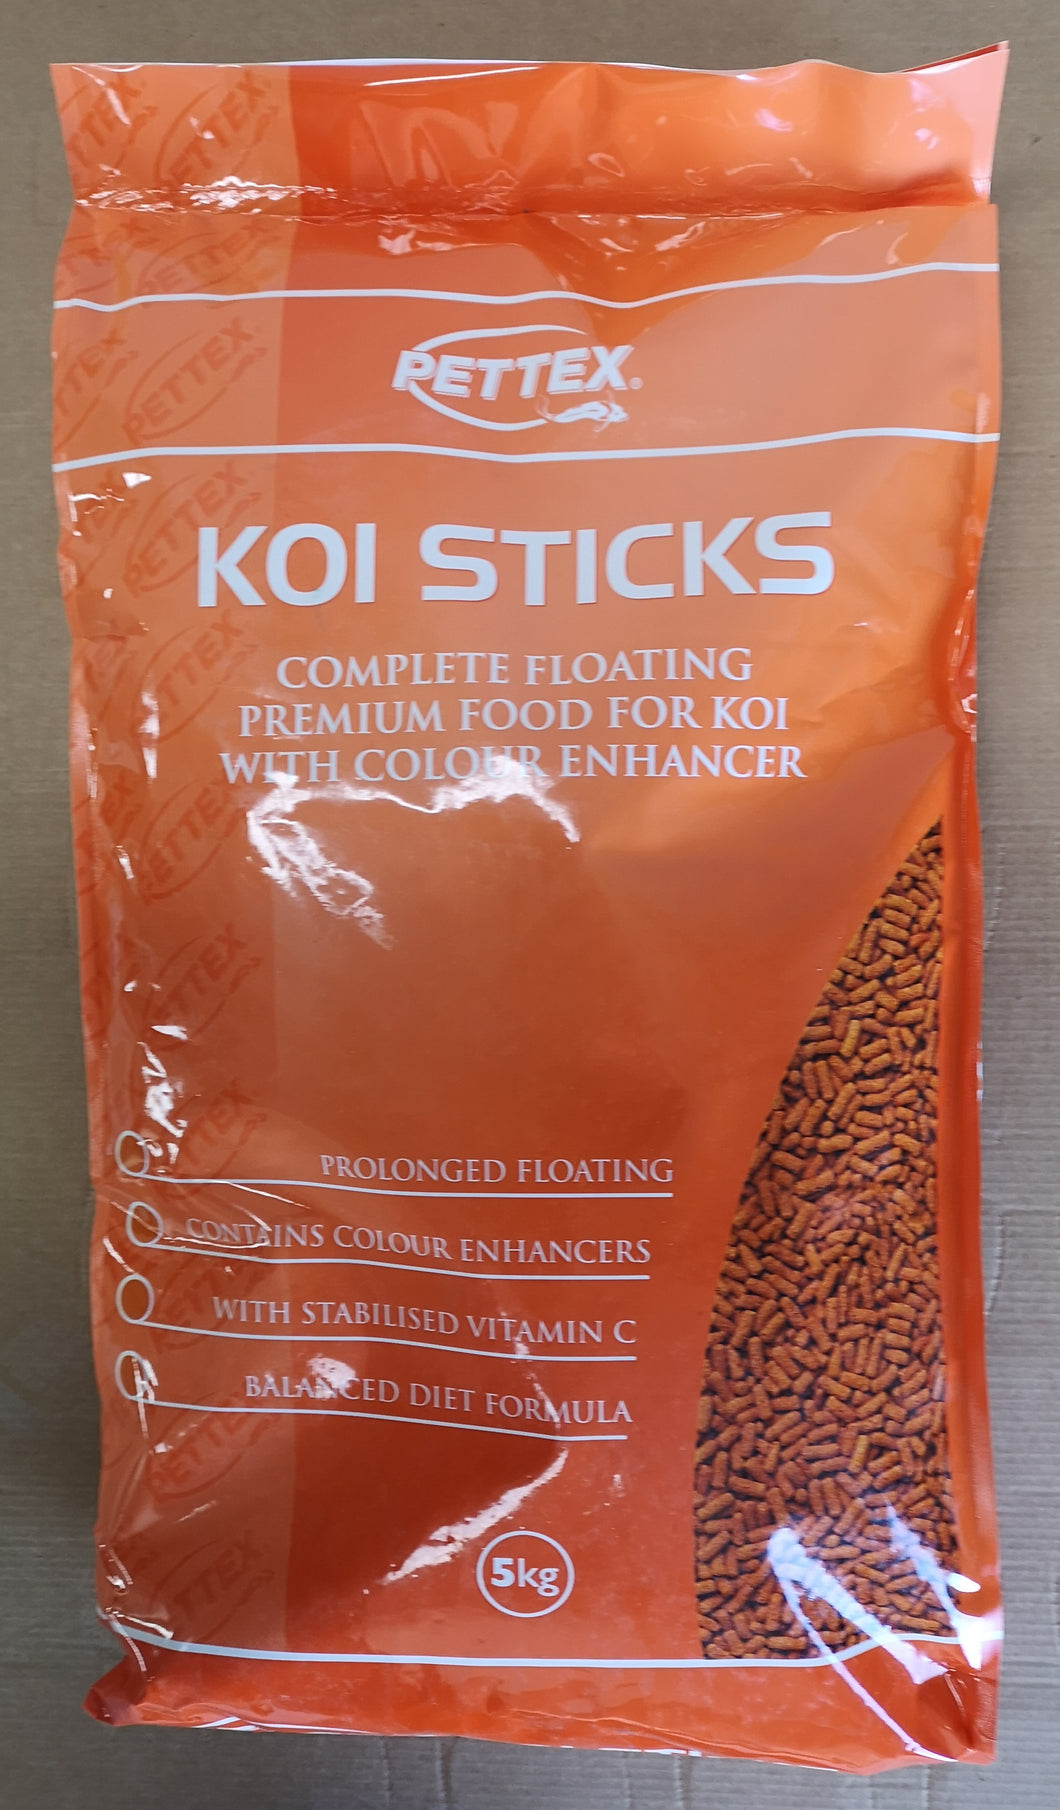 PETTEX®
KOI STICKS
COMPLETE FLOATING
PREMIUM FOOD FOR KOI
WITH COLOUR ENHANCER
PROLONGED FLOATING
CONTAINS COLOUR ENHANCERS
WITH STABILISED VITAMIN C
BALANCED DIET FORMULA
5kg